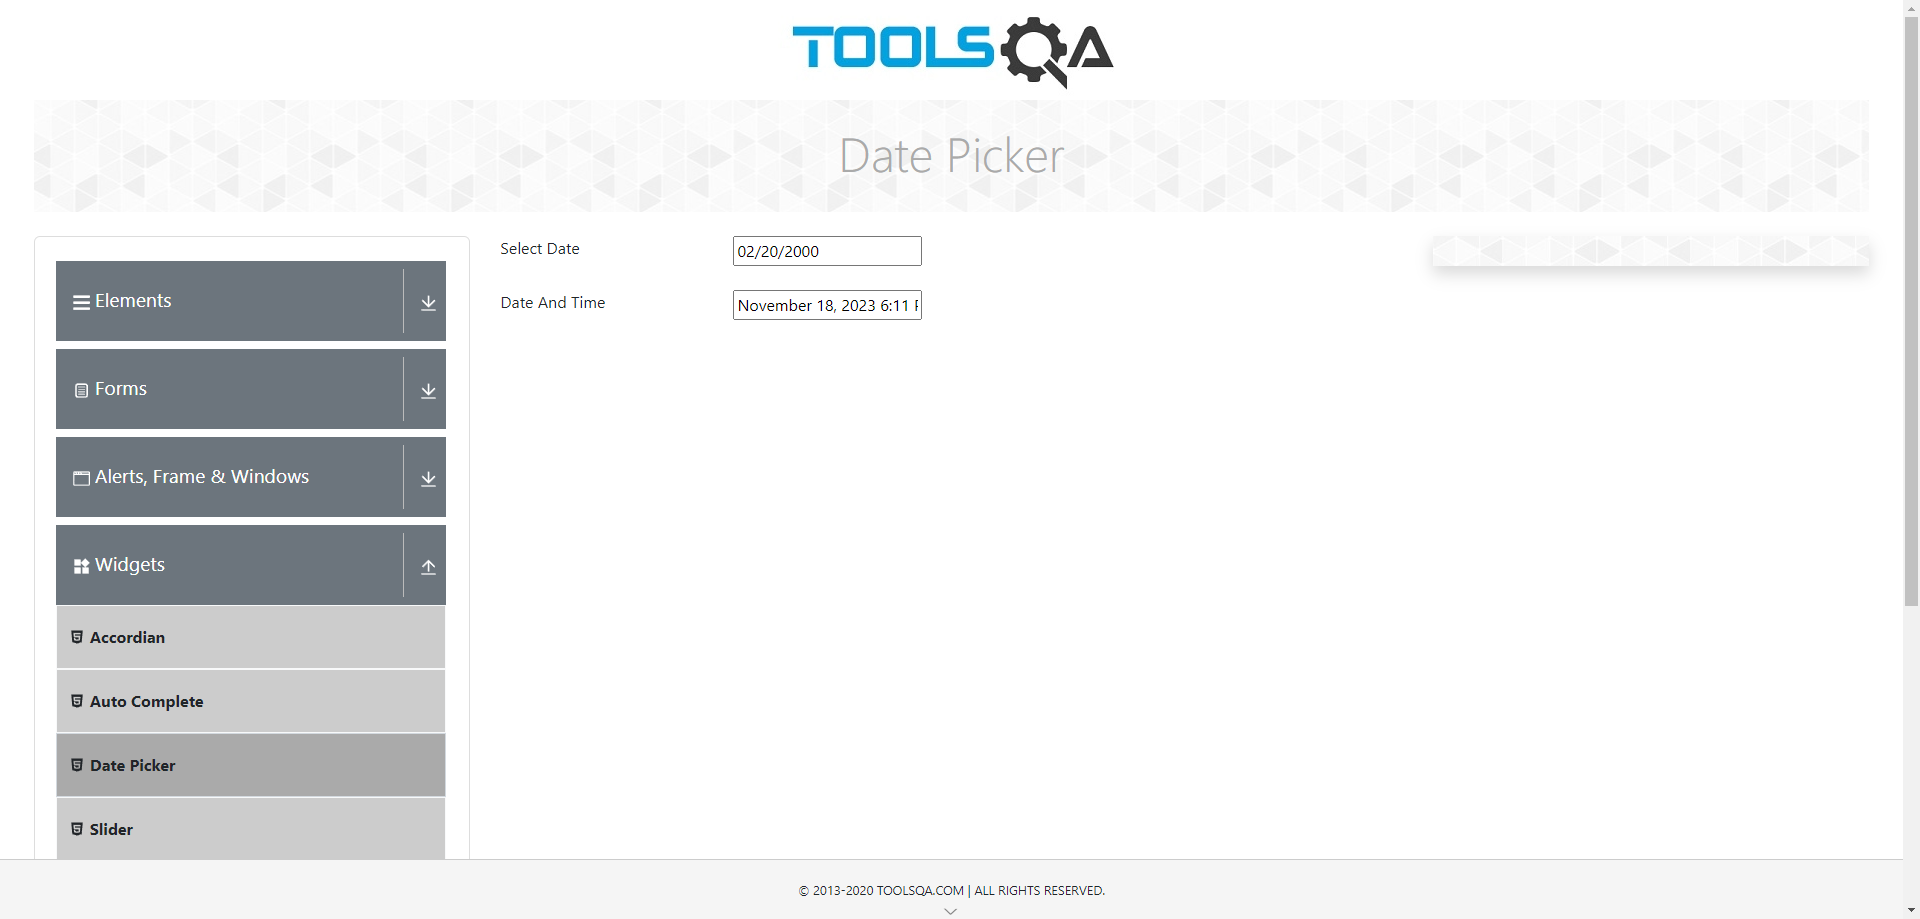 TOOLSQA
Date Picker
Elements
Forms
Alerts, Frame & Windows
Widgets
Accordian
Auto Complete
Date Picker
Slider
Select Date
02/20/2000
Date And Time
November 18, 2023 6:11
© 2013-2020 TOOLSQA.COM | ALL RIGHTS RESERVED.